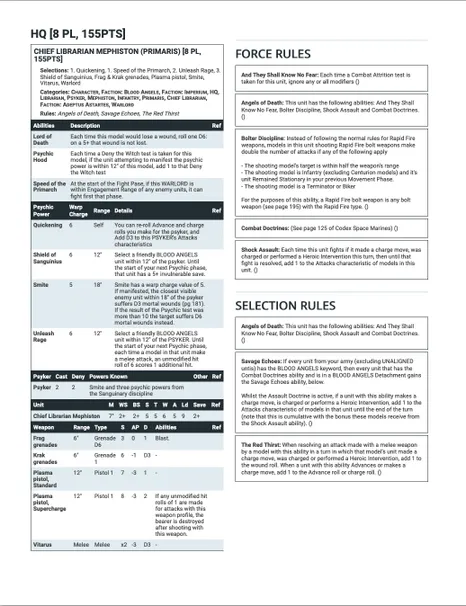 HQ [8 PL, 155PTS]
CHIEF LIBRARIAN MEPHISTON (PRIMARIS) [8 PL,
155PTS]
Selections: 1. Quickening, 1. Speed of the Primarch, 2. Unleash Rage, 3.
Shield of Sanguinius, Frag & Krak grenades, Plasma pistol, Smite,
Vitarus, Warlord
Categories: CHARACTER, FACTION: BLOOD ANGELS, FACTION: IMPERIUM, HQ,
LIBRARIAN, PSYKER, MEPHISTON, INFANTRY, PRIMARIS, CHIEF LIBRARIAN,
FACTION: ADEPTUS ASTARTES, WARLORD
Rules: Angels of Death, Savage Echoes, The Red Thirst
Abilities Description Ref
Lord of Death Each time this model would lose a wound, roll one D6:
on a 5+ that wound is not lost.
Psychic Hood Each time a Deny the Witch test is taken for this
model, if the unit attempting to manifest the psychic
power is within 12" of this model, add 1 to that Deny
the Witch test
Speed of the Primarch At the start of the Fight Pase, if this WARLORD is
within Engagement Range of any enemy units, it can
fight first that phase.
Psychic Power Warp Charge Range Details Ref
Quickening 6 Self You can re-roll Advance and charge
rolls make for the psyker, and
Add D3 to this PSYKER's Attacks
characteristics
Shield of Sanguinius 6 12" Select a friendly BLOOD ANGELS
unit within 12" of the psyker. Until
the start of your next Psychic phase,
that unit has a 5+ invulnerable save.
Smite 5 18" Smite has a warp charge value of 5.
If manifested, the closest visible
enemy unit within 18" of the psyker
suffers D3 mortal wounds (pg 181).
If the result of the Psychic test was
more than 10 the target suffers D6
mortal wounds instead.
Unleash Rage 6 12" Select a friendly BLOOD ANGELS
unit within 12" of the PSYKER. Until
the start of your next Psychic phase,
each time a model in that unit make
a melee attack, an unmodified hit
roll of 6 scores 1 additional hit.
Psyker Cast Deny Powers Known Other Ref
Psyker 2 2 Smites and three psychic powers from
the Sanguinary discipline
Unit M WS BS S T W A Ld Save Ref
Chief Librarian Mephiston 7" 2+ 2+ 5 5 6 5 9 2+
Weapon Range Type S AP D Abilities Ref
Frag grenades 6" Grenade D6 3 0 1 Blast.
Krak grenades 6" Grenade 1 6 -1 D3 -
Plasma pistol, Standard 12" Pistol 1 7 -3 1 -
Plasma pistol, Supercharge 12" Pistol 1 8 -3 2 If any unmodified hit
rolls of 1 are made
for attacks with this
weapon profile, the
bearer is destroyed
after shooting with
this weapon.
Vitarus Melee Melee x2 -3 D3 -
FORCE RULES
And They Shall Know No Fear: Each time a Combat Attrition test is
taken for this unit, ignore any or all modifiers ()
Angels of Death: This unit has the following abilities: And They Shall
Know No Fear, Bolter Discipline, Shock Assault and Combat Doctrines.
()
Bolter Discipline: Instead of following the normal rules for Rapid Fire
weapons, models in this unit shooting Rapid Fire bolt weapons make
double the number of attacks if any of the following apply
- The shooting model's target is within half the weapon's range
- The shooting model is Infantry (excluding Centurion models) and it's
unit Remained Stationary in your previous Movement Phase.
- The shooting model is a Terminator or Biker
For the purposes of this ability, a Rapid Fire bolt weapon is any bolt
weapon (see page 195) with the Rapid Fire type. ()
Combat Doctrines: (See page 125 of Codex Space Marines) ()
Shock Assault: Each time this unit fights if it made a charge move, was
charged or performed a Heroic Intervention this turn, then until that
fight is resolved, add 1 to the Attacks characteristic of models in this
unit. ()
SELECTION RULES
Angels of Death: This unit has the following abilities: And They Shall
Know No Fear, Bolter Discipline, Shock Assault and Combat Doctrines.
()
Savage Echoes: If every unit from your army (excluding UNALIGNED
untis) has the BLOOD ANGELS keyword, then every unit that has the
Combat Doctrines ability and is in a BLOOD ANGELS Detachment gains
the Savage Echoes ability, below.
Whilst the Assault Doctrine is active, if a unit with this ability makes a
charge move, is charged or performs a Heroic Intervention, add 1 to the
Attacks characteristic of models in that unit until the end of the turn
(note that this is cumulative with the bonus these models receive from
the Shock Assault ability). ()
The Red Thirst: When resolving an attack made with a melee weapon
by a model with this ability in a turn in which that model's unit made a
charge move, was charged or performed a Heroic Intervention, add 1 to
the wound roll. When a unit with this ability Advances or makes a
charge move, add 1 to the Advance roll or charge roll. ()